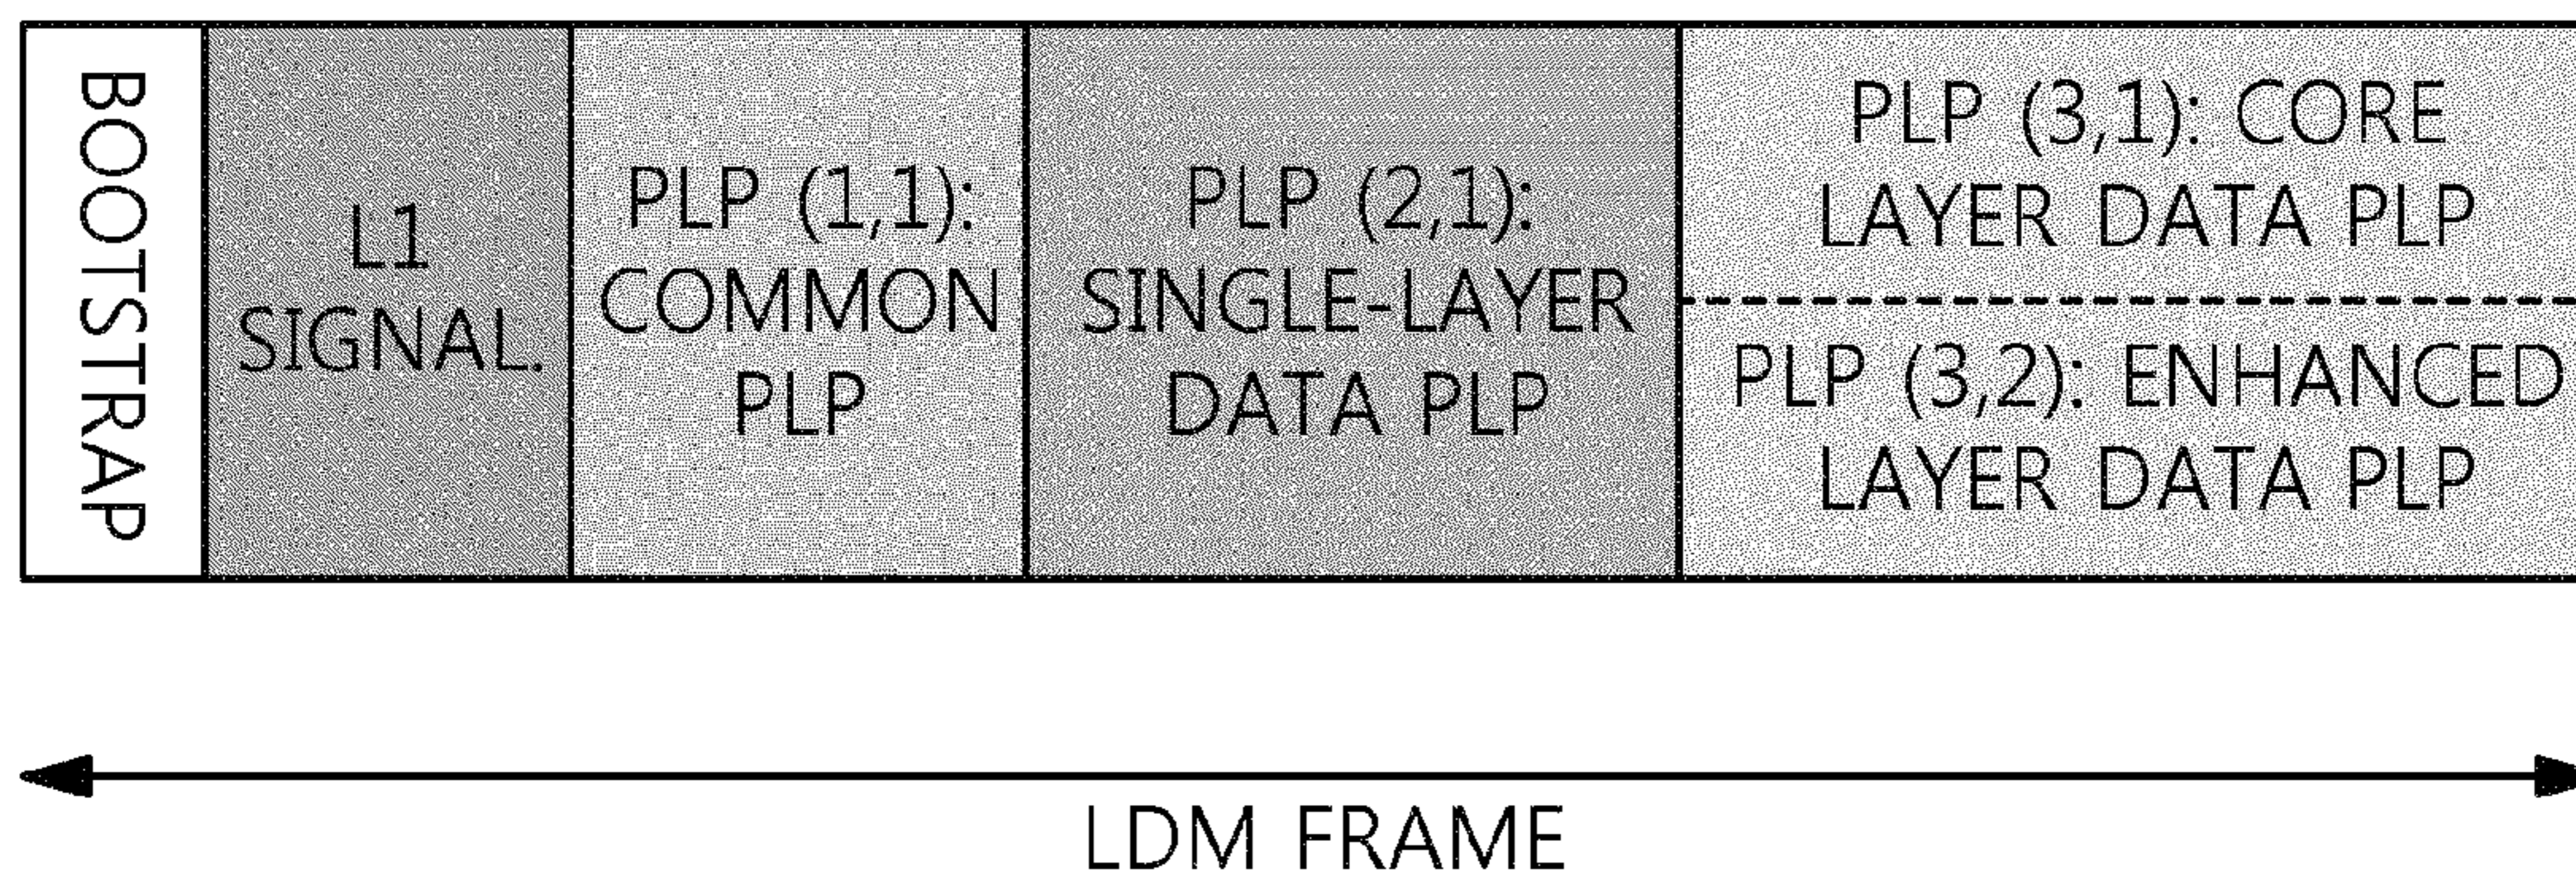 BOOTSTRAP
L1
SIGNAL.
PLP (1,1):
COMMON
PLP
PLP (2,1):
SINGLE-LAYER
DATA PLP
PLP (3,1): CORE
LAYER DATA PLP
PLP (3,2): ENHANCED
LAYER DATA PLP
LDM FRAME